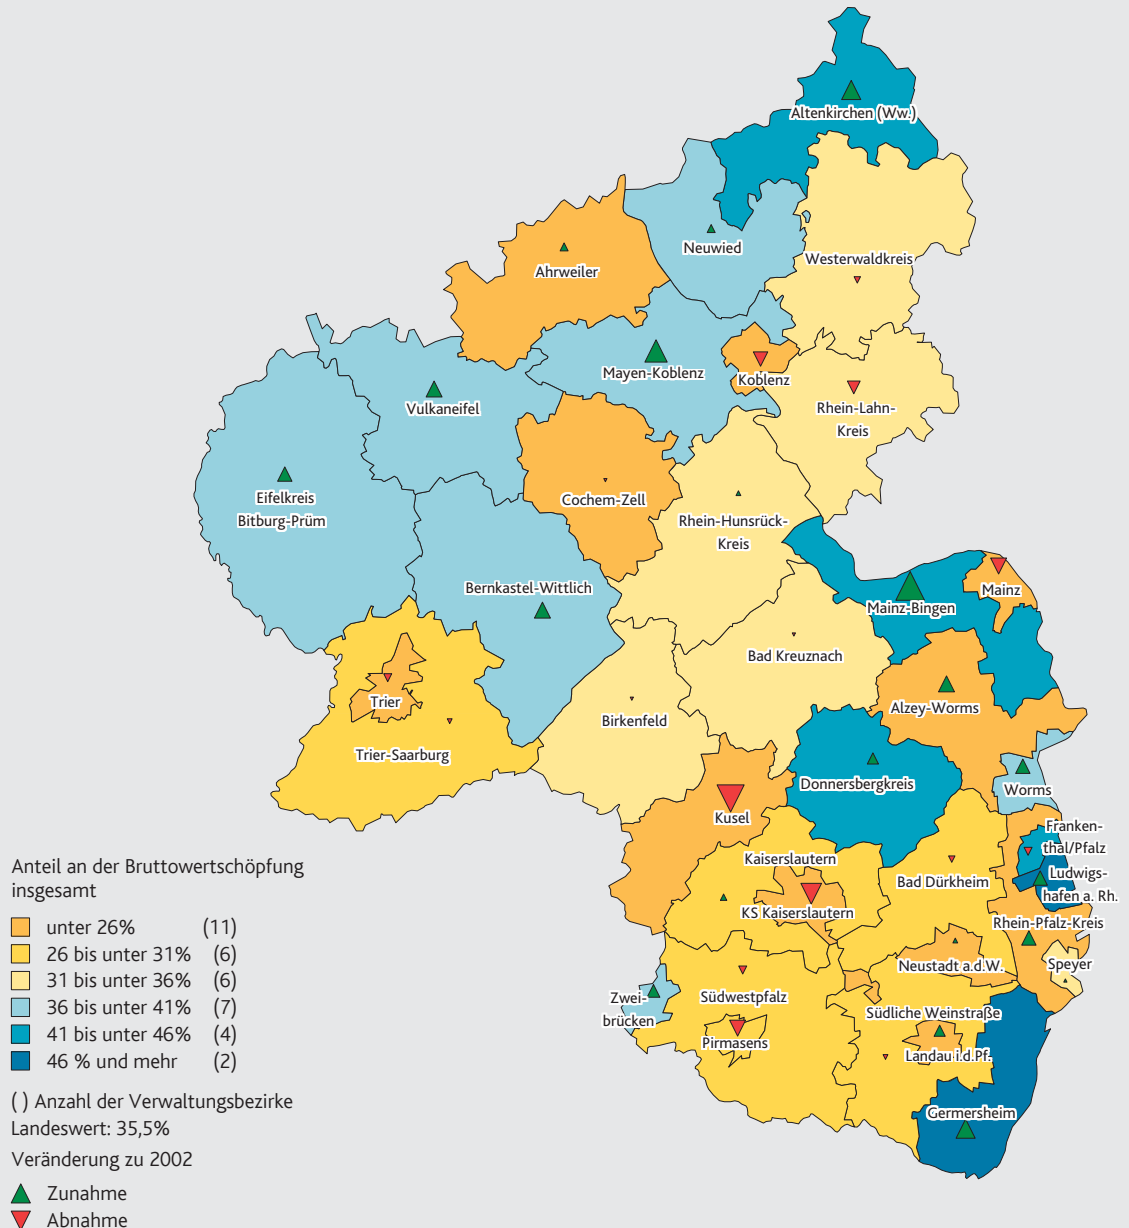 Altenkirchen (Ww.)
Neuwied
Westerwaldkreis
Ahrweiler
Mayen-Koblenz
Koblenz
Vulkaneifel
Rhein-Lahn-
Kreis
Eifelkreis
Bitburg-Prüm
Cochem-Zell
Rhein-Hunsrück-
Kreis
Bernkastel-Wittlich
Mainz
Mainz-Bingen
Bad Kreuznach
Trier
Alzey-Worms
Birkenfeld
Trier-Saarburg
Donnersbergkreis
Worms
Kusel
Franken-
thal/Pfalz
Kaiserslautern
Bad Dürkheim
Ludwigs-
hafen a. Rh.
KS Kaiserslautern
Rhein-Pfalz-Kreis
Neustadt a.d.W.
Speyer
Zwei-
brücken
Südwestpfalz
Südliche Weinstraße
Pirmasens
Landau i.d.Pf.
Germersheim
Anteil an der Bruttowertschöpfung
insgesamt
unter 26% (11)
26 bis unter 31% (6)
31 bis unter 36% (6)
36 bis unter 41% (7)
41 bis unter 46% (4)
46 % und mehr (2)
( ) Anzahl der Verwaltungsbezirke
Landeswert: 35,5%
Veränderung zu 2002
Zunahme
Abnahme